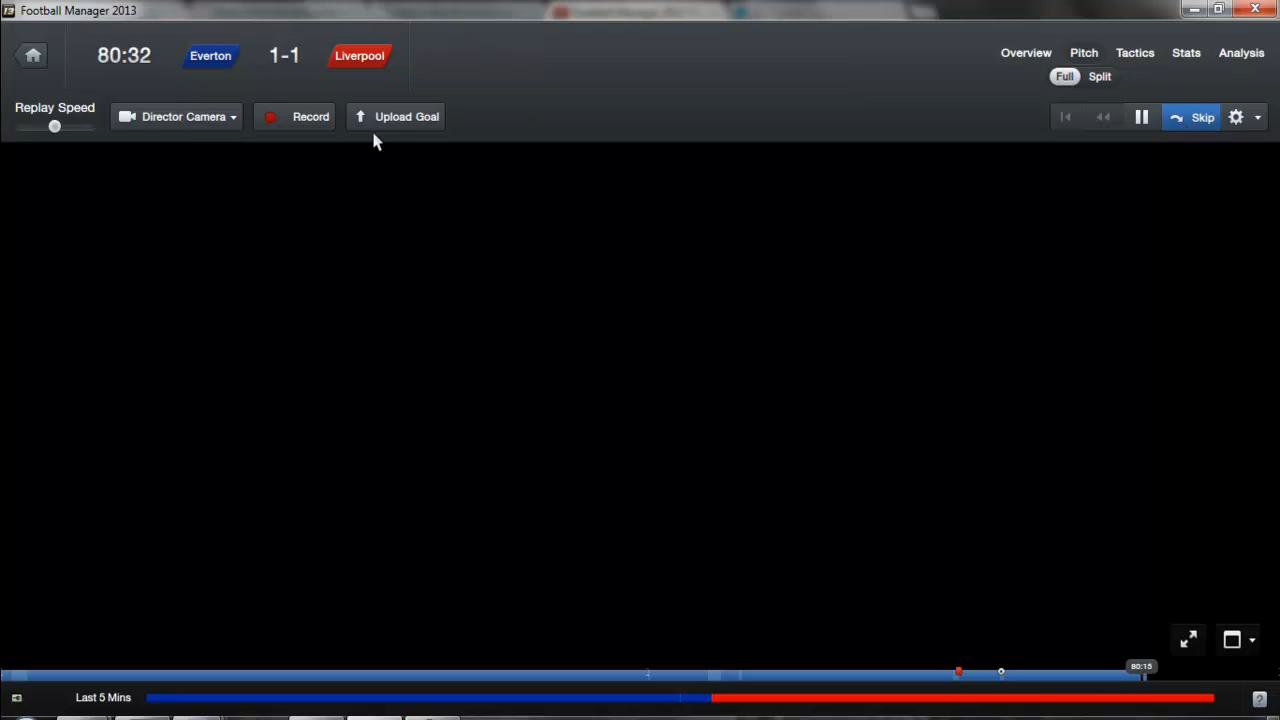 Football Manager 2013
80:32 Everton 1-1 Liverpool
Overview Pitch Tactics Stats Analysis
Full Split
Replay Speed Director Camera Record Upload Goal Skip
80:15
Last 5 Mins
?